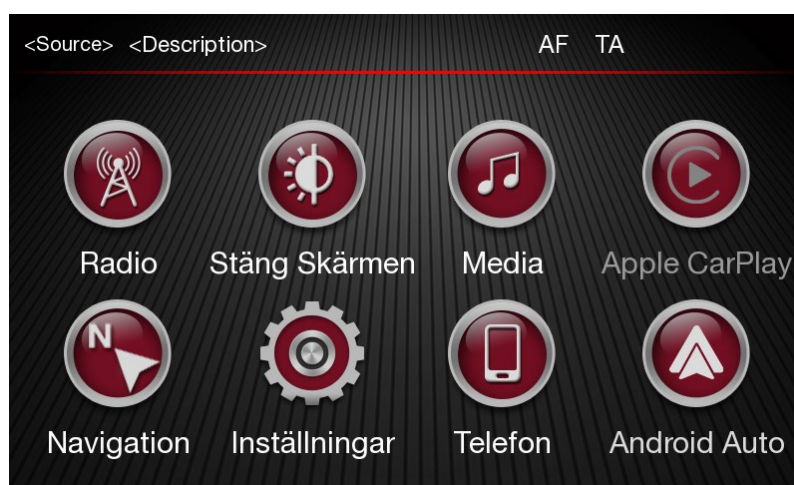 <Source> <Description> AF TA
Radio Stäng Skärmen Media Apple CarPlay
N
Navigation Inställningar Telefon Android Auto